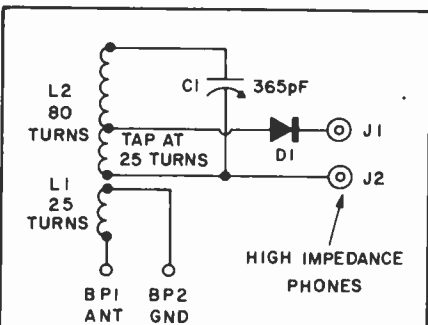 L2
80
TURNS
C1
365pF
TAP AT
25 TURNS
D1
J1
J2
L1
25
TURNS
HIGH IMPEDANCE
PHONES
BP1
ANT
BP2
GND